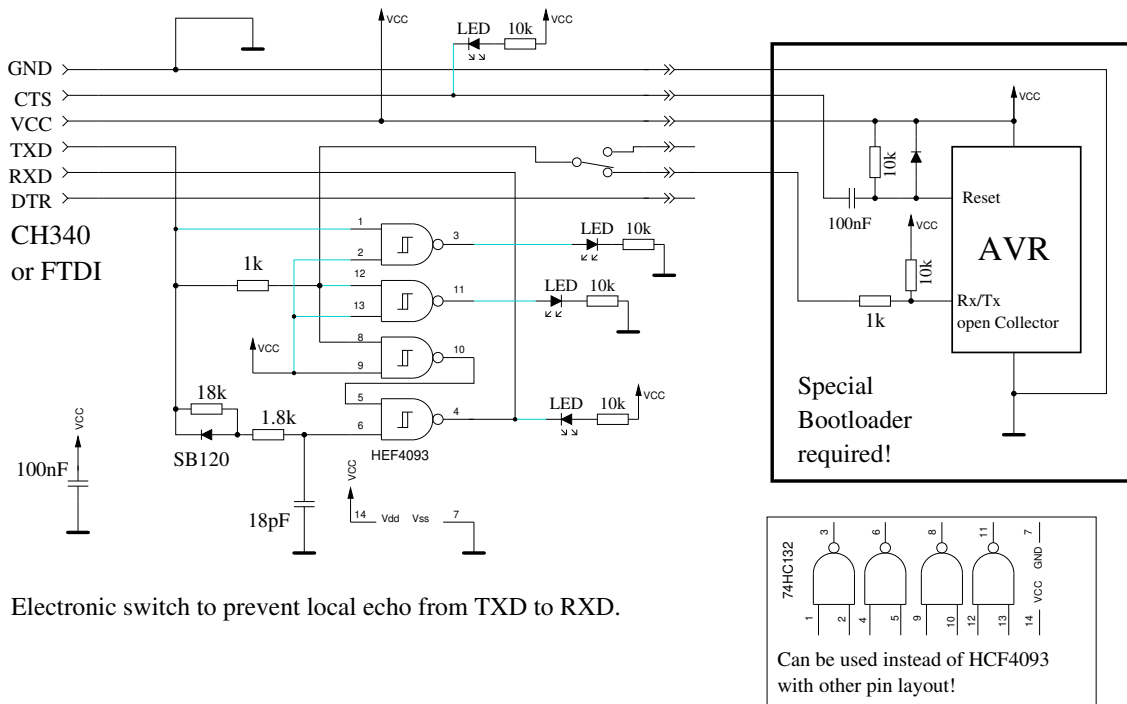 VCC
LED
10k
VCC
GND
CTS
VCC
TXD
RXD
DTR
CH340
or FTDI
1k
1
2
3
LED
10k
12
13
11
LED
10k
VCC
8
9
10
5
6
4
HEF4093
LED
10k
VCC
18k
SB120
1.8k
18pF
VCC
100nF
VCC
14
Vdd
Vss
7
VCC
10k
100nF
Reset
AVR
VCC
10k
1k
Rx/Tx
open Collector
Special
Bootloader
required!
Electronic switch to prevent local echo from TXD to RXD.
74HC132
3
6
8
11
7
GND
VCC
1
2
4
5
9
10
12
13
14
Can be used instead of HCF4093
with other pin layout!